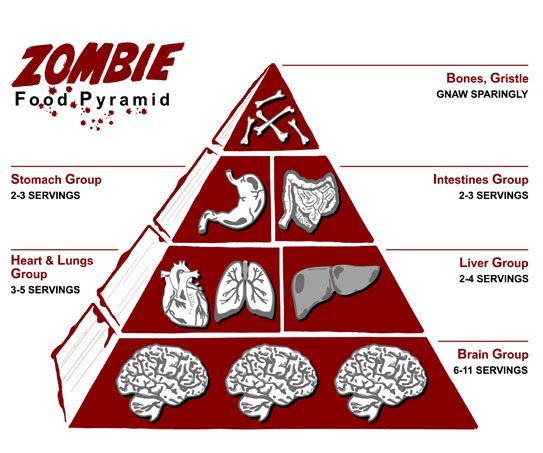 ZOMBIE
Food Pyramid
Bones, Gristle
GNAW SPARINGLY
Stomach Group
2-3 SERVINGS
Intestines Group
2-3 SERVINGS
Heart & Lungs
Group
3-5 SERVINGS
Liver Group
2-4 SERVINGS
Brain Group
6-11 SERVINGS